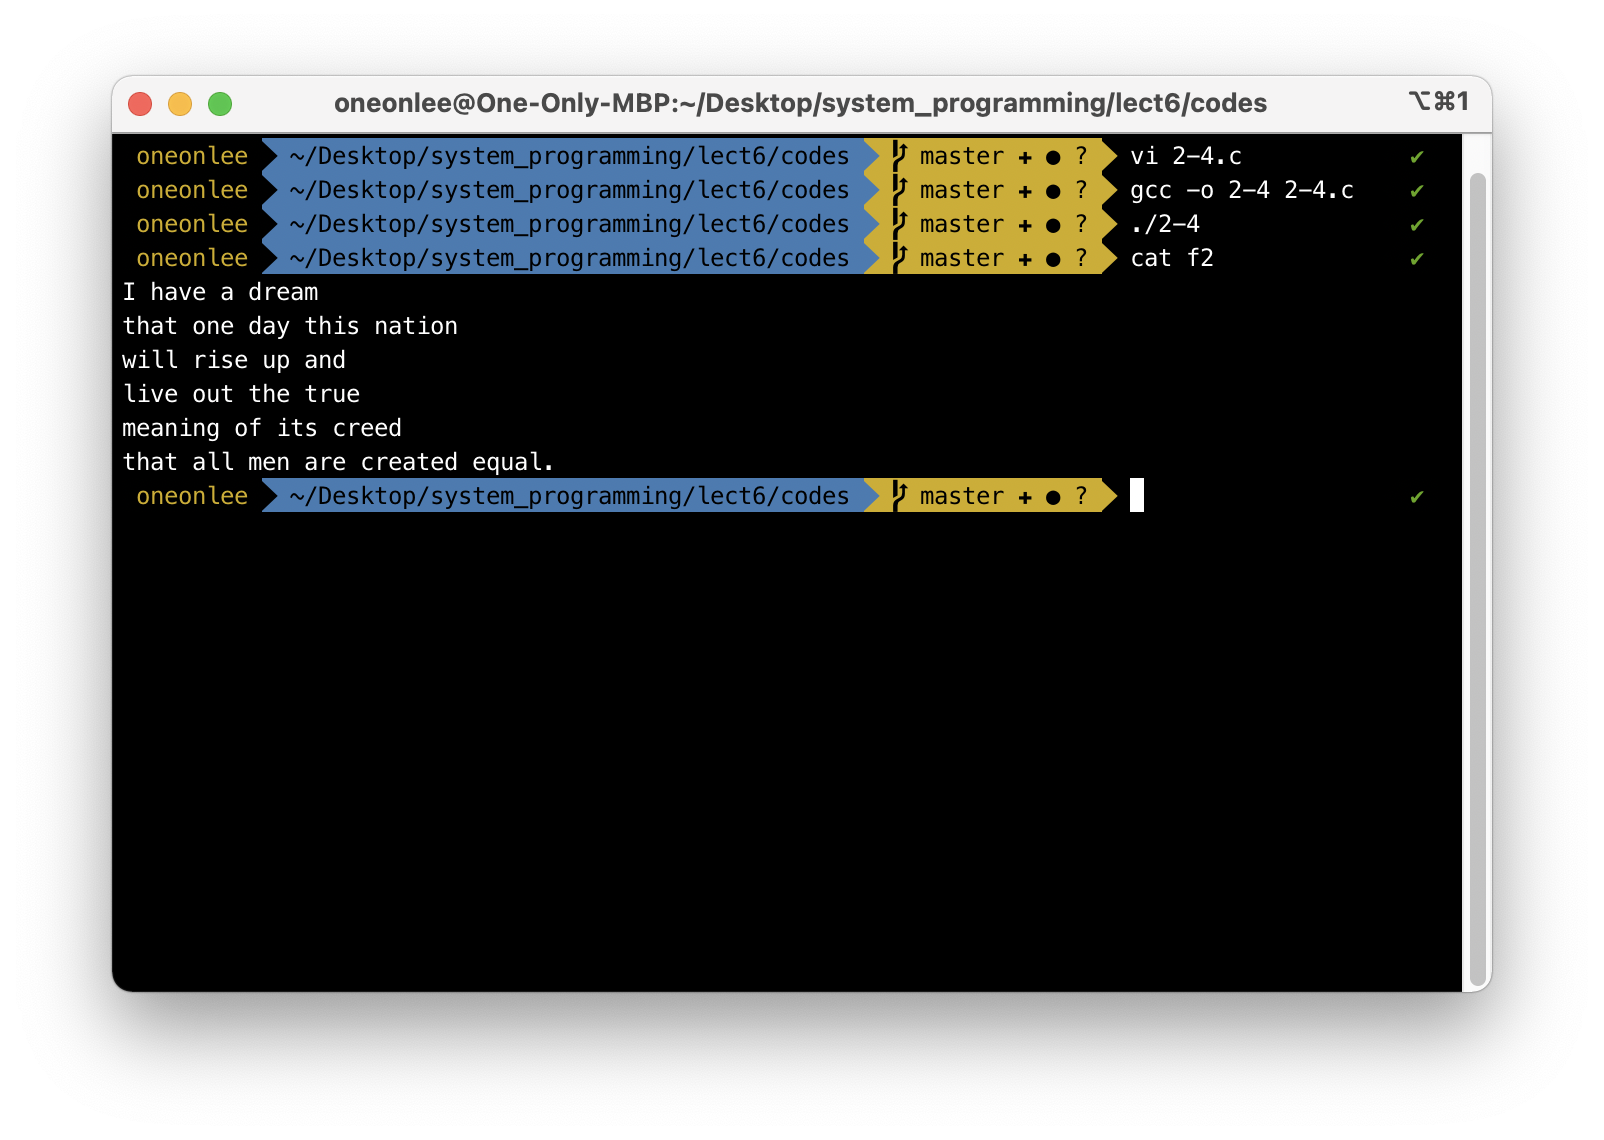 oneonlee@One-Only-MBP:~/Desktop/system_programming/lect6/codes ⌥⌘1
oneonlee ~/Desktop/system_programming/lect6/codes master ✚ ● ? vi 2-4.c ✔
oneonlee ~/Desktop/system_programming/lect6/codes master ✚ ● ? gcc -o 2-4 2-4.c ✔
oneonlee ~/Desktop/system_programming/lect6/codes master ✚ ● ? ./2-4 ✔
oneonlee ~/Desktop/system_programming/lect6/codes master ✚ ● ? cat f2 ✔
I have a dream
that one day this nation
will rise up and
live out the true
meaning of its creed
that all men are created equal.
oneonlee ~/Desktop/system_programming/lect6/codes master ✚ ● ? ✔